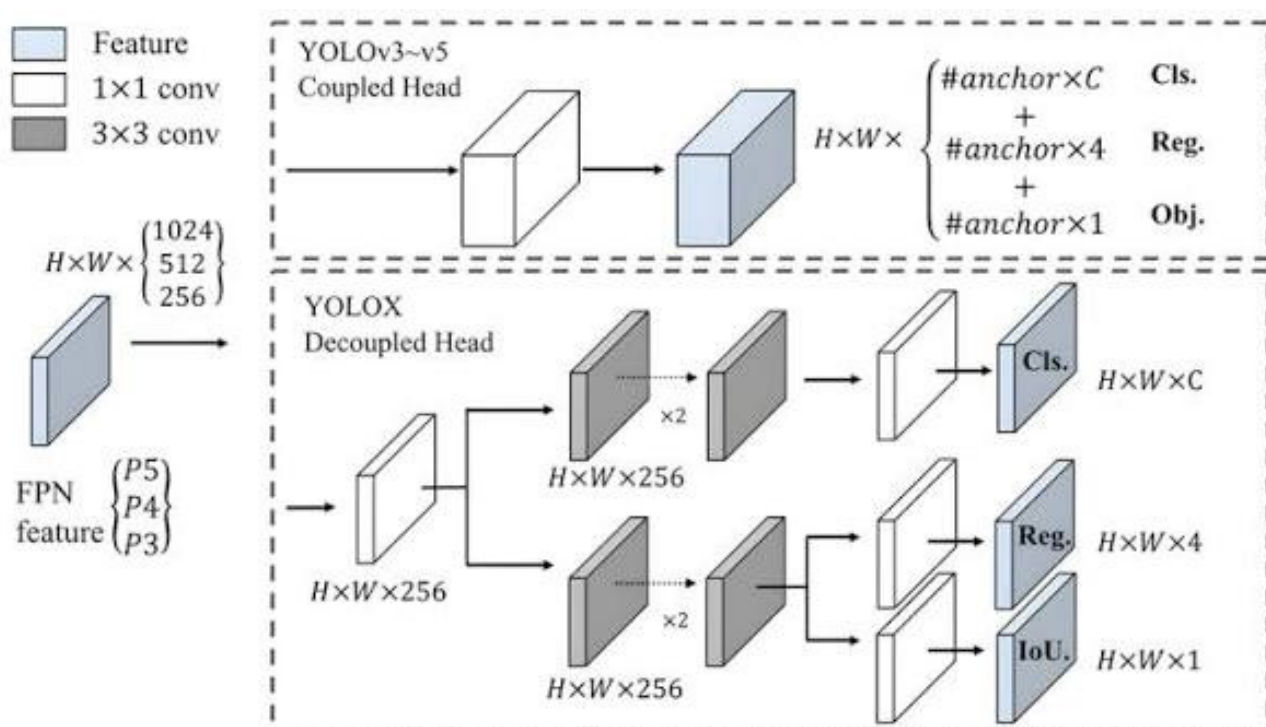 Feature
1×1 conv
3×3 conv
H×W×{1024
512
256}
FPN
feature
{P5
P4
P3}
YOLOv3~v5
Coupled Head
H×W×
{#anchor×C Cls.
+
#anchor×4 Reg.
+
#anchor×1 Obj.
YOLOX
Decoupled Head
H×W×256
×2
H×W×256
Cls.
H×W×C
×2
H×W×256
Reg.
H×W×4
IoU.
H×W×1